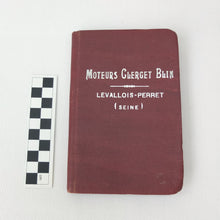 MOTEURS CLERGET BLIN
LEVALLOIS-PERRET
(SEINE)